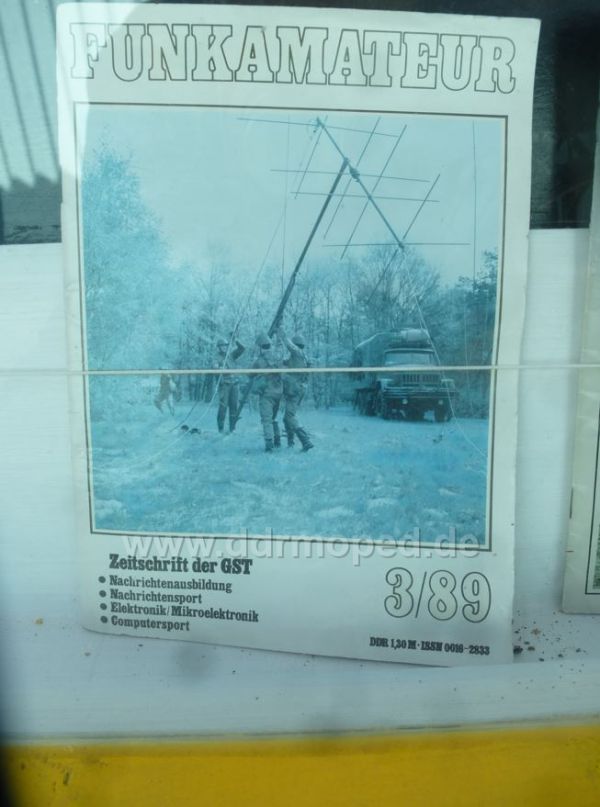 FUNKAMATEUR
www.ddrmoped.de
Zeitschrift der GST
• Nachrichtenausbildung
• Nachrichtensport
• Elektronik/Mikroelektronik
• Computersport
3/89
DDR 1,30 M · ISSN 0016-2833